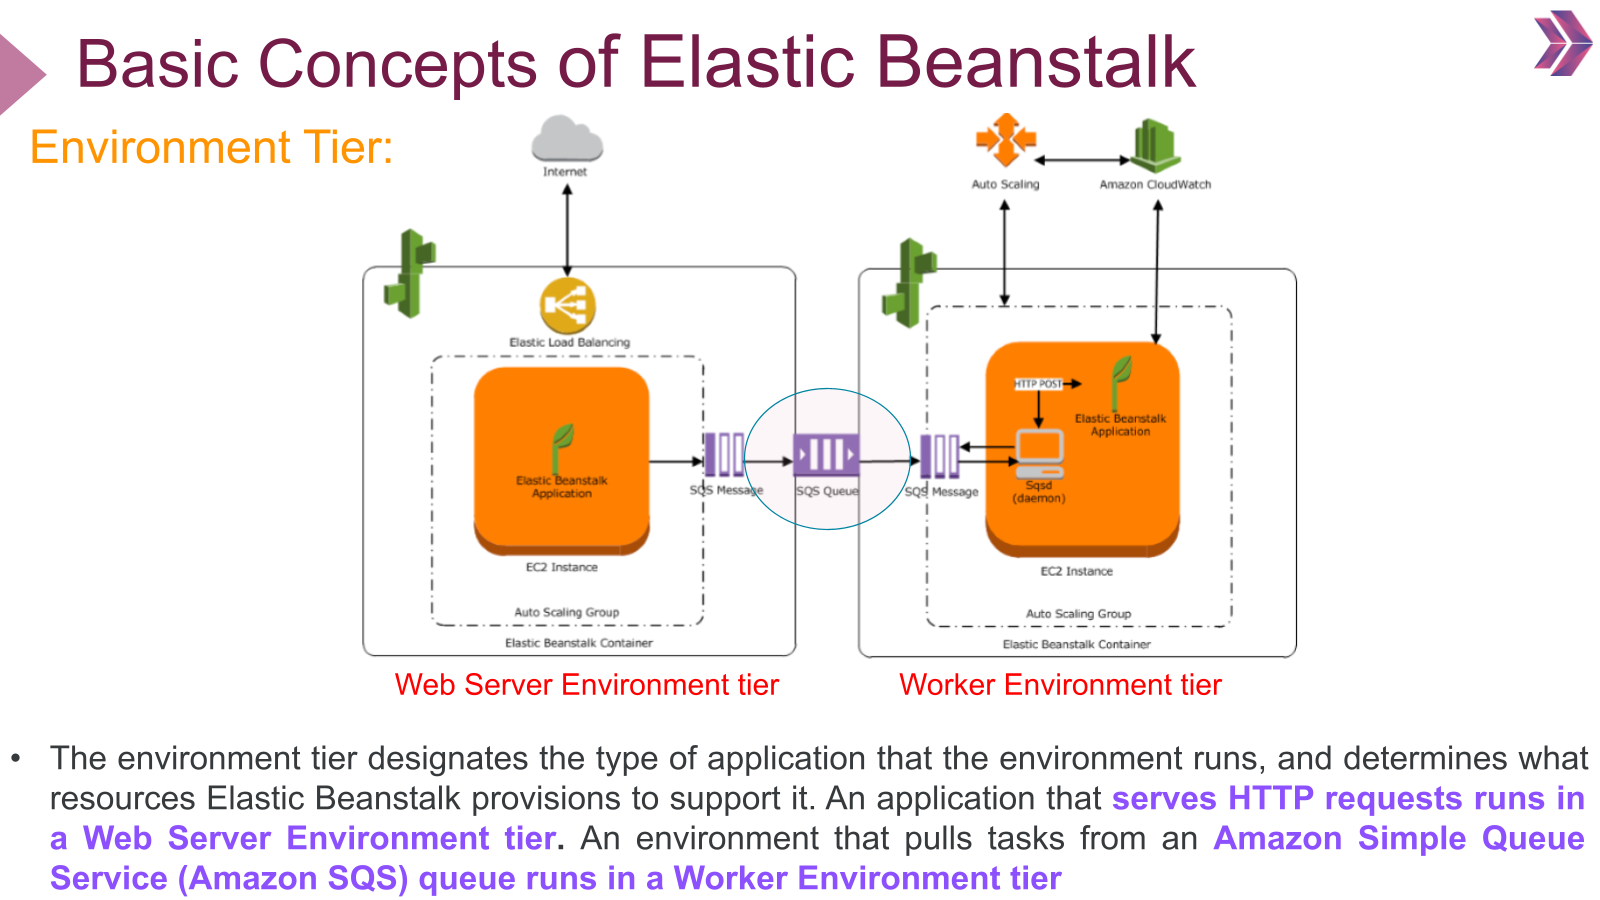 Basic Concepts of Elastic Beanstalk
Environment Tier:
Internet
Auto Scaling
Amazon CloudWatch
Elastic Load Balancing
HTTP POST
Elastic Beanstalk
Application
Elastic Beanstalk
Application
SQS Message
SQS Queue
SQS Message
Sqsd
(daemon)
EC2 Instance
EC2 Instance
Auto Scaling Group
Auto Scaling Group
Elastic Beanstalk Container
Elastic Beanstalk Container
Web Server Environment tier
Worker Environment tier
• The environment tier designates the type of application that the environment runs, and determines what
resources Elastic Beanstalk provisions to support it. An application that serves HTTP requests runs in
a Web Server Environment tier. An environment that pulls tasks from an Amazon Simple Queue
Service (Amazon SQS) queue runs in a Worker Environment tier